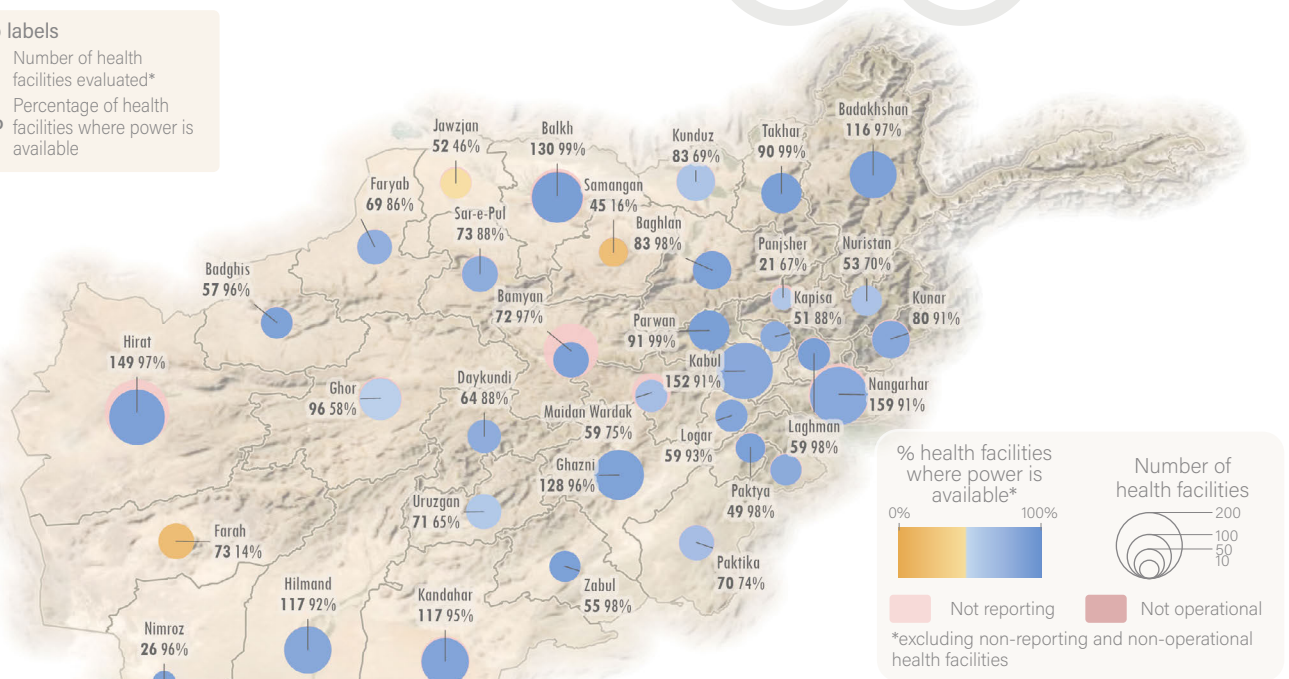 labels
Number of health
facilities evaluated*
Percentage of health
facilities where power is
available
Jawzjan
52 46%
Balkh
130 99%
Kunduz
83 69%
Takhar
90 99%
Badakhshan
116 97%
Faryab
69 86%
Samangan
45 16%
Sar-e-Pul
73 88%
Baghlan
83 98%
Panjsher
21 67%
Nuristan
53 70%
Badghis
57 96%
Bamyan
72 97%
Kapisa
51 88%
Kunar
80 91%
Parwan
91 99%
Hirat
149 97%
Kabul
152 91%
Ghor
96 58%
Daykundi
64 88%
Nangarhar
159 91%
Maidan Wardak
59 75%
Logar
59 93%
Laghman
59 98%
Ghazni
128 96%
Paktya
49 98%
Uruzgan
71 65%
Farah
73 14%
Paktika
70 74%
Hilmand
117 92%
Kandahar
117 95%
Zabul
55 98%
Nimroz
26 96%
% health facilities
where power is
available*
0% 100%
Number of
health facilities
200
100
50
10
Not reporting
Not operational
*excluding non-reporting and non-operational
health facilities